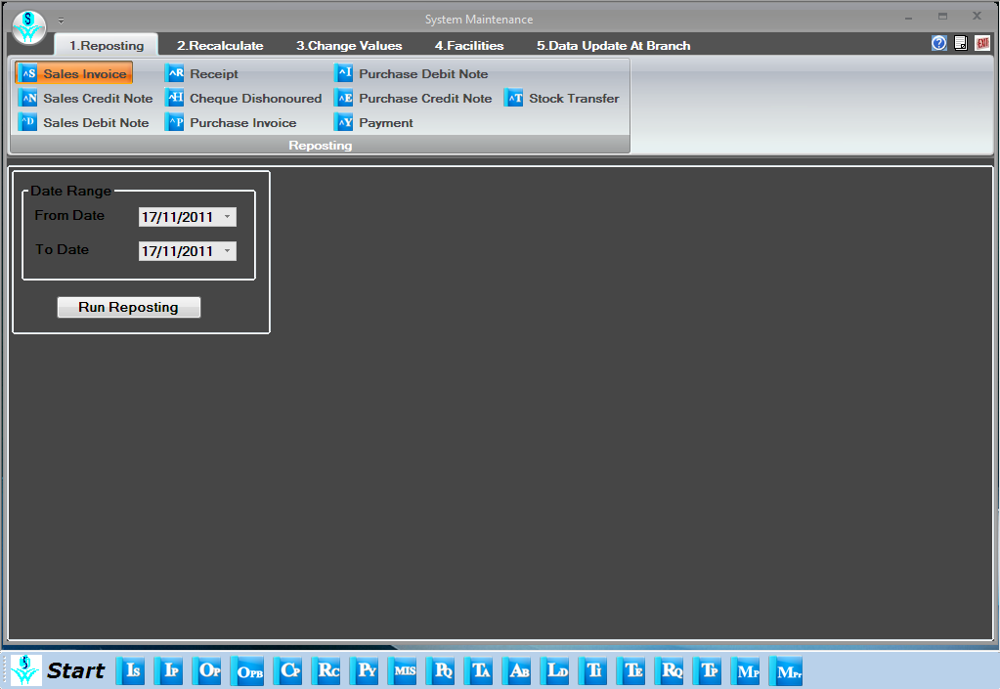 System Maintenance
1.Reposting 2.Recalculate 3.Change Values 4.Facilities 5.Data Update At Branch
EXIT
^S Sales Invoice ^R Receipt ^I Purchase Debit Note
^N Sales Credit Note ^H Cheque Dishonoured ^E Purchase Credit Note ^T Stock Transfer
^D Sales Debit Note ^P Purchase Invoice ^Y Payment
Reposting
Date Range
From Date 17/11/2011
To Date 17/11/2011
Run Reposting
Start IS IP OP OPB CP RC PY MIS PQ TA AB LD TI TE RQ TP MP MPr